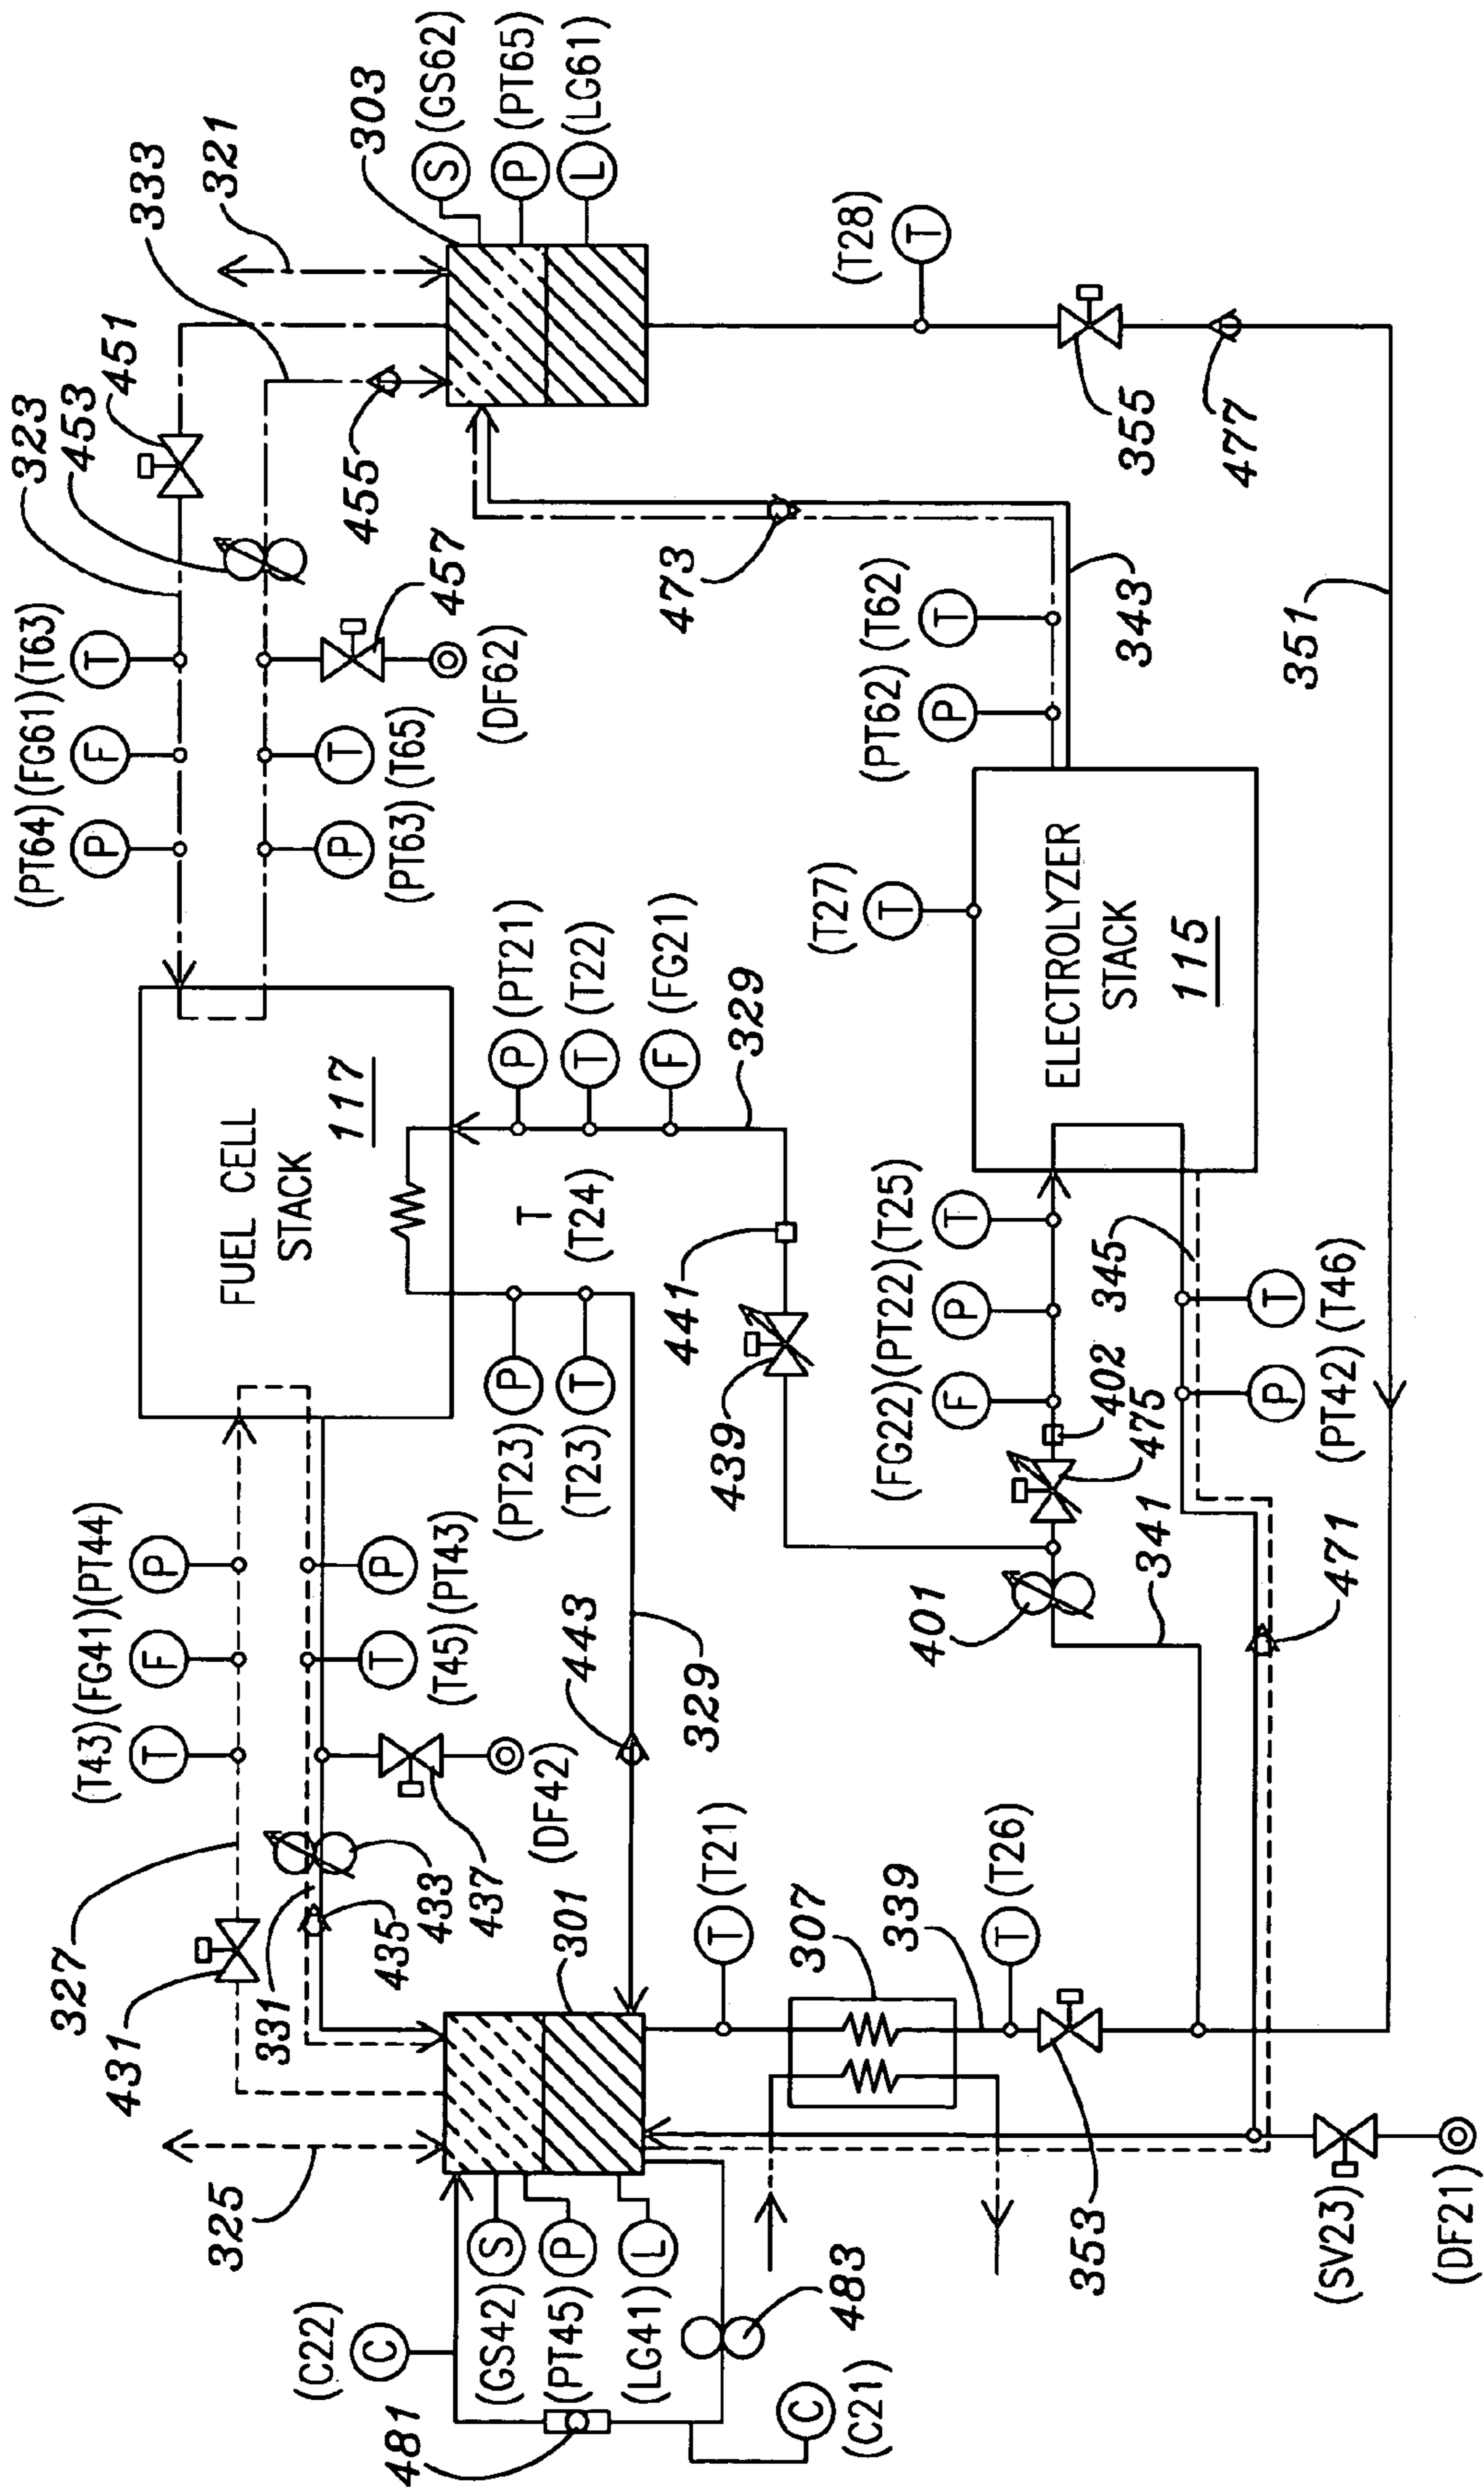 325
327
431
331
(T43)(FG41)(PT44)
T
F
P
FUEL CELL
STACK
117
(PT64)(FG61)(T63)
P
F
T
323
453
451
333
321
303
S
(GS62)
P
(PT65)
L
(LG61)
P
T
(PT63)(T65)
(DF62)
457
455
T
P
(T45)(PT43)
435
433
437
(DF42)
301
(C22)
C
481
(GS42)
S
(PT45)
P
(LG41)
L
483
C
(C21)
(PT23)
P
(T23)
T
T
(T24)
P
(PT21)
T
(T22)
F
(FG21)
329
443
329
439
441
T
(T21)
307
339
T
(T26)
353
(SV23)
(DF21)
401
341
471
(FG22)(PT22)(T25)
F
P
T
402
475
345
P
T
(PT42)(T46)
(T27)
T
ELECTROLYZER
STACK
115
(PT62)(T62)
P
T
343
473
(T28)
T
355
477
351